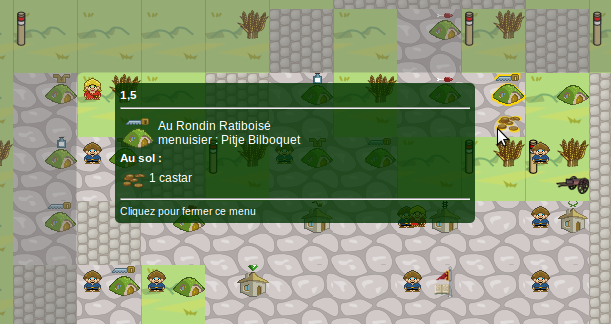 1,5
Au Rondin Ratiboisé
menuisier : Pitje Bilboquet
Au sol :
1 castar
Cliquez pour fermer ce menu